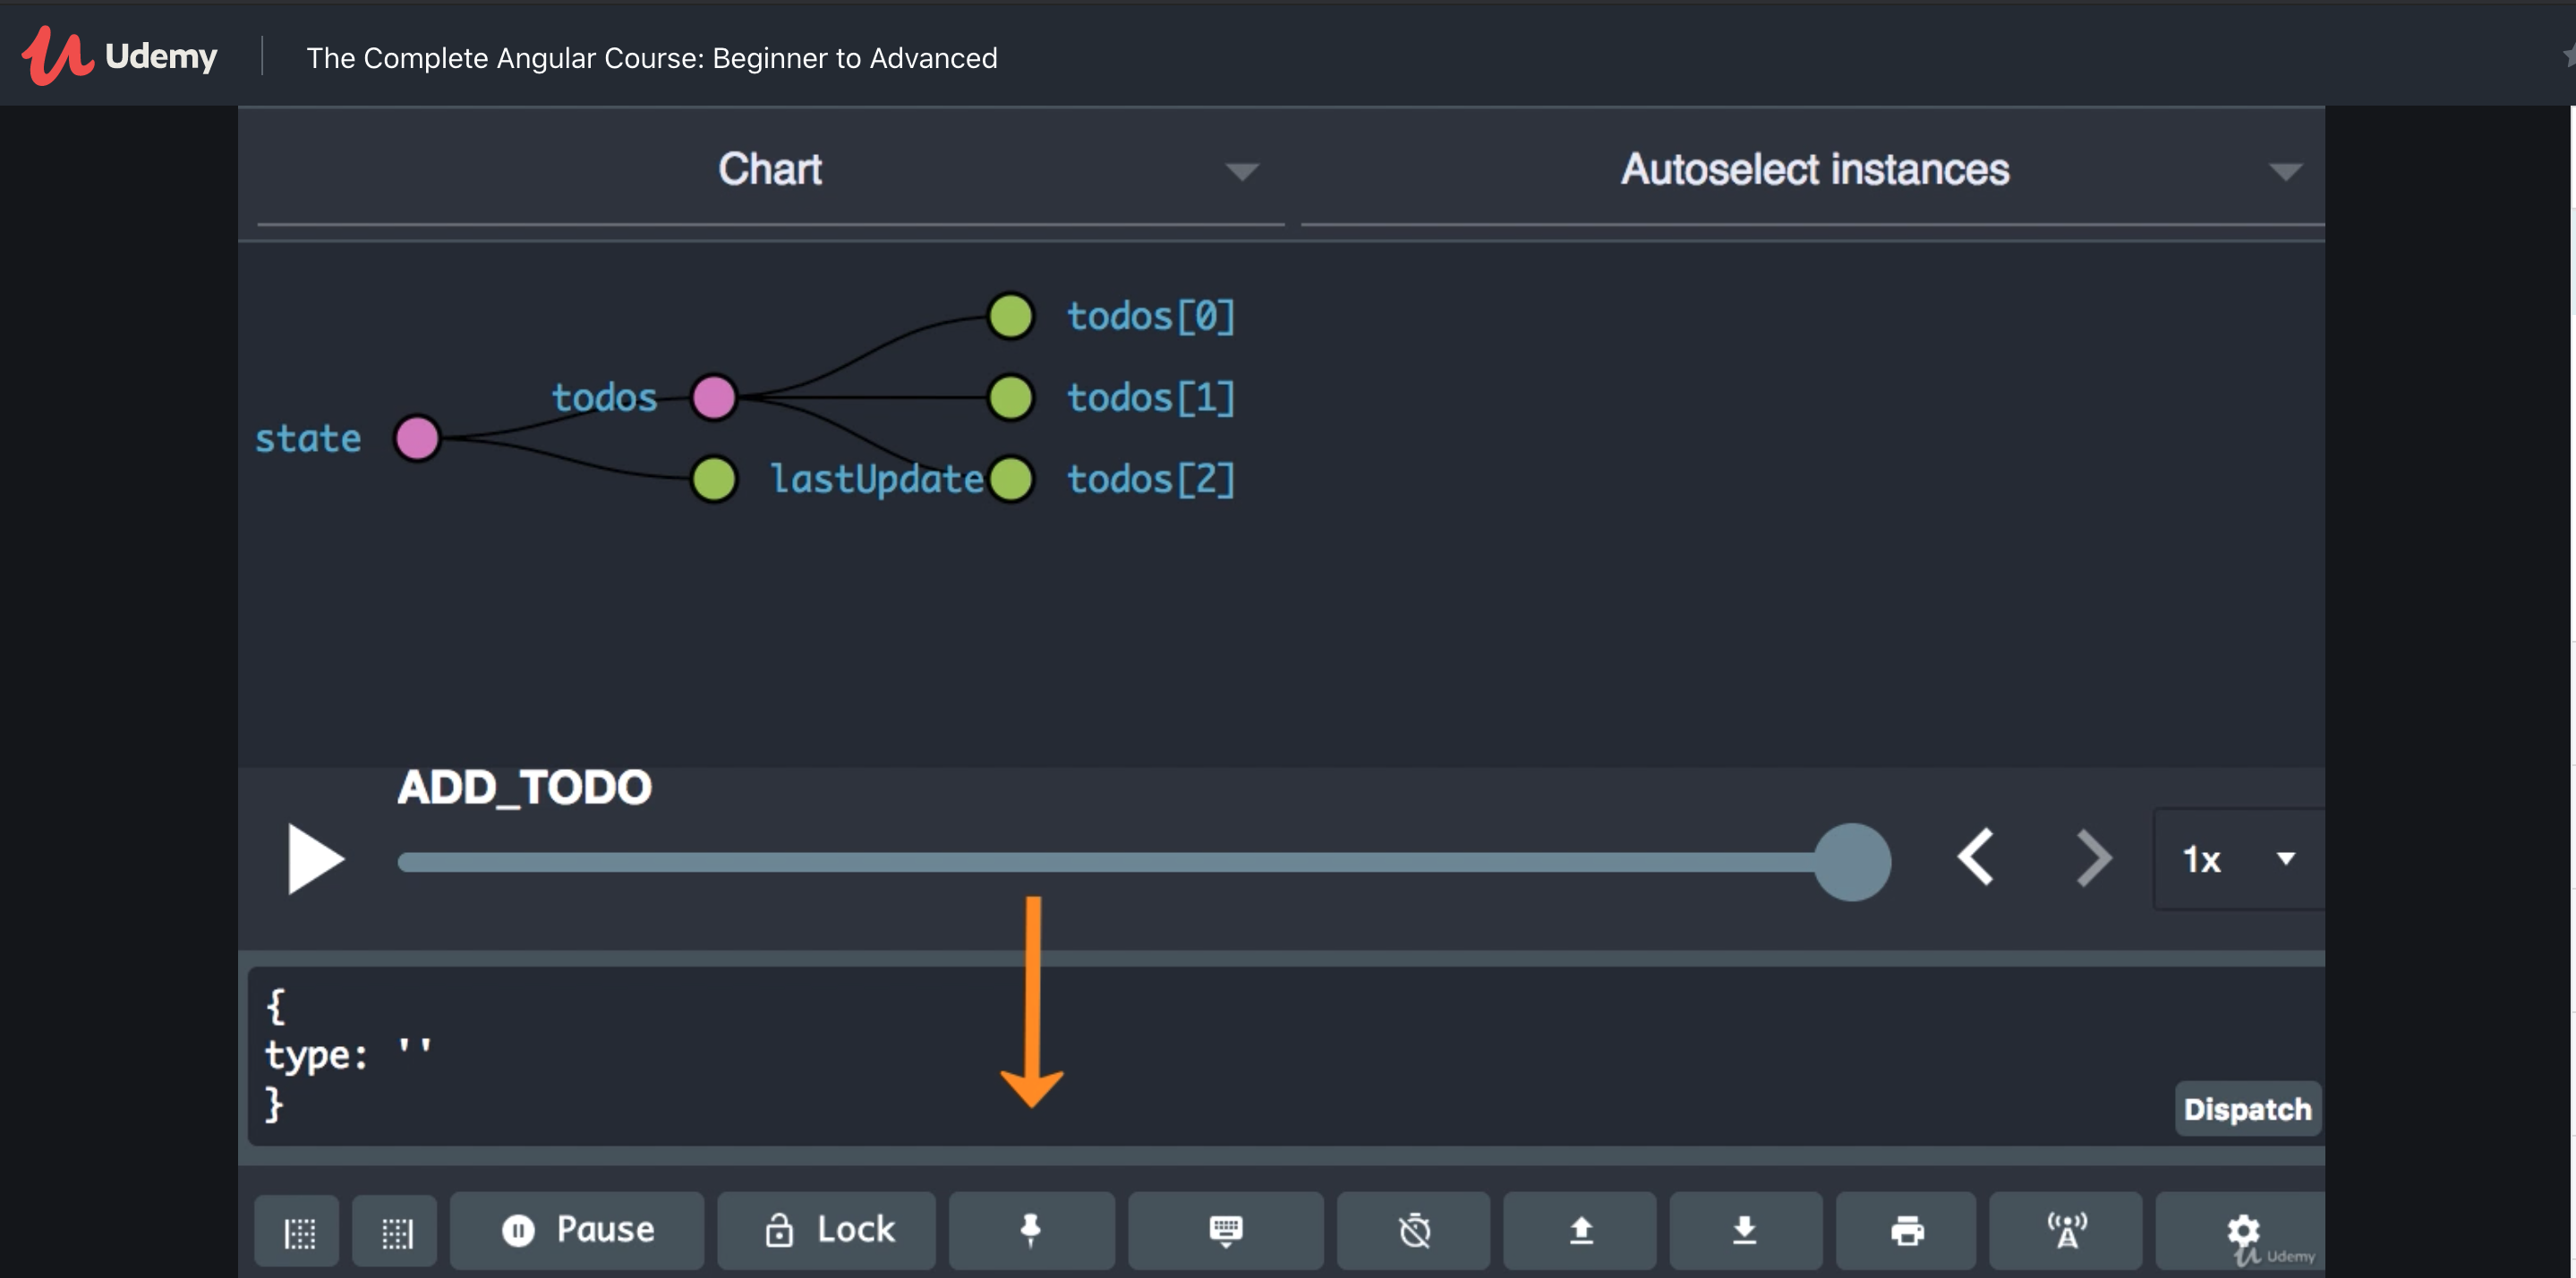 Udemy
The Complete Angular Course: Beginner to Advanced
Chart
Autoselect instances
todos[0]
todos
todos[1]
state
lastUpdate
todos[2]
ADD_TODO
1x
{
type: ''
}
Dispatch
Pause
Lock
Udemy